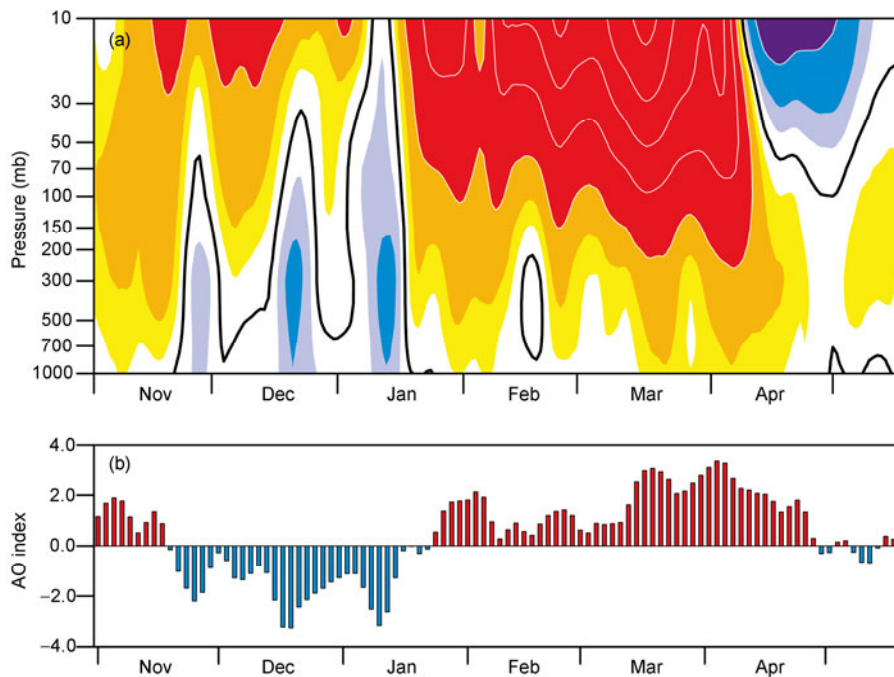 10
(a)
30
50
70
100
150
200
300
500
700
1000
Pressure (mb)
Nov Dec Jan Feb Mar Apr
4.0
(b)
2.0
0.0
−2.0
−4.0
AO index
Nov Dec Jan Feb Mar Apr